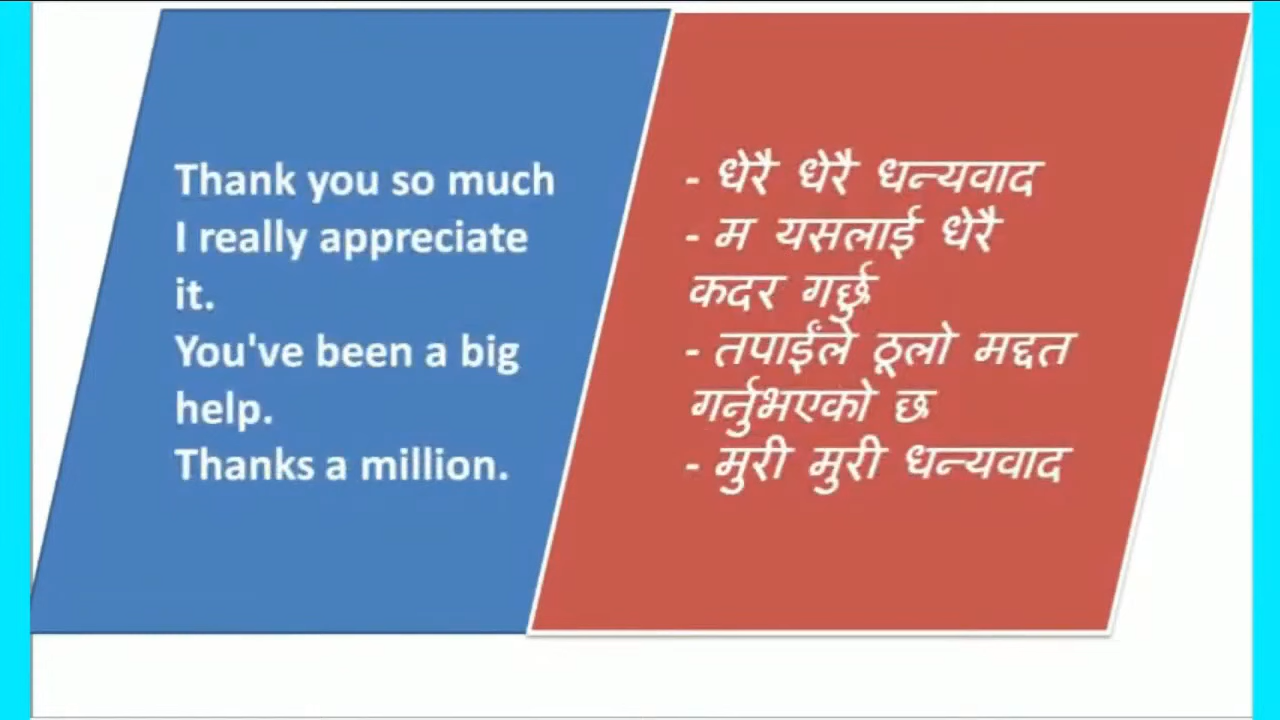 Thank you so much
I really appreciate
it.
You've been a big
help.
Thanks a million.
- धेरै धेरै धन्यवाद
- म यसलाई धेरै
कदर गर्छु
- तपाईंले ठूलो मद्दत
गर्नुभएको छ
- मुरी मुरी धन्यवाद